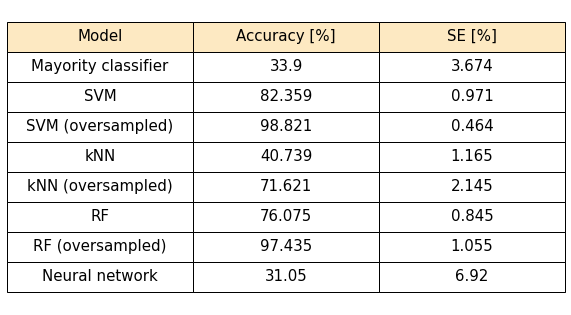 Model Accuracy [%] SE [%]
Mayority classifier 33.9 3.674
SVM 82.359 0.971
SVM (oversampled) 98.821 0.464
kNN 40.739 1.165
kNN (oversampled) 71.621 2.145
RF 76.075 0.845
RF (oversampled) 97.435 1.055
Neural network 31.05 6.92